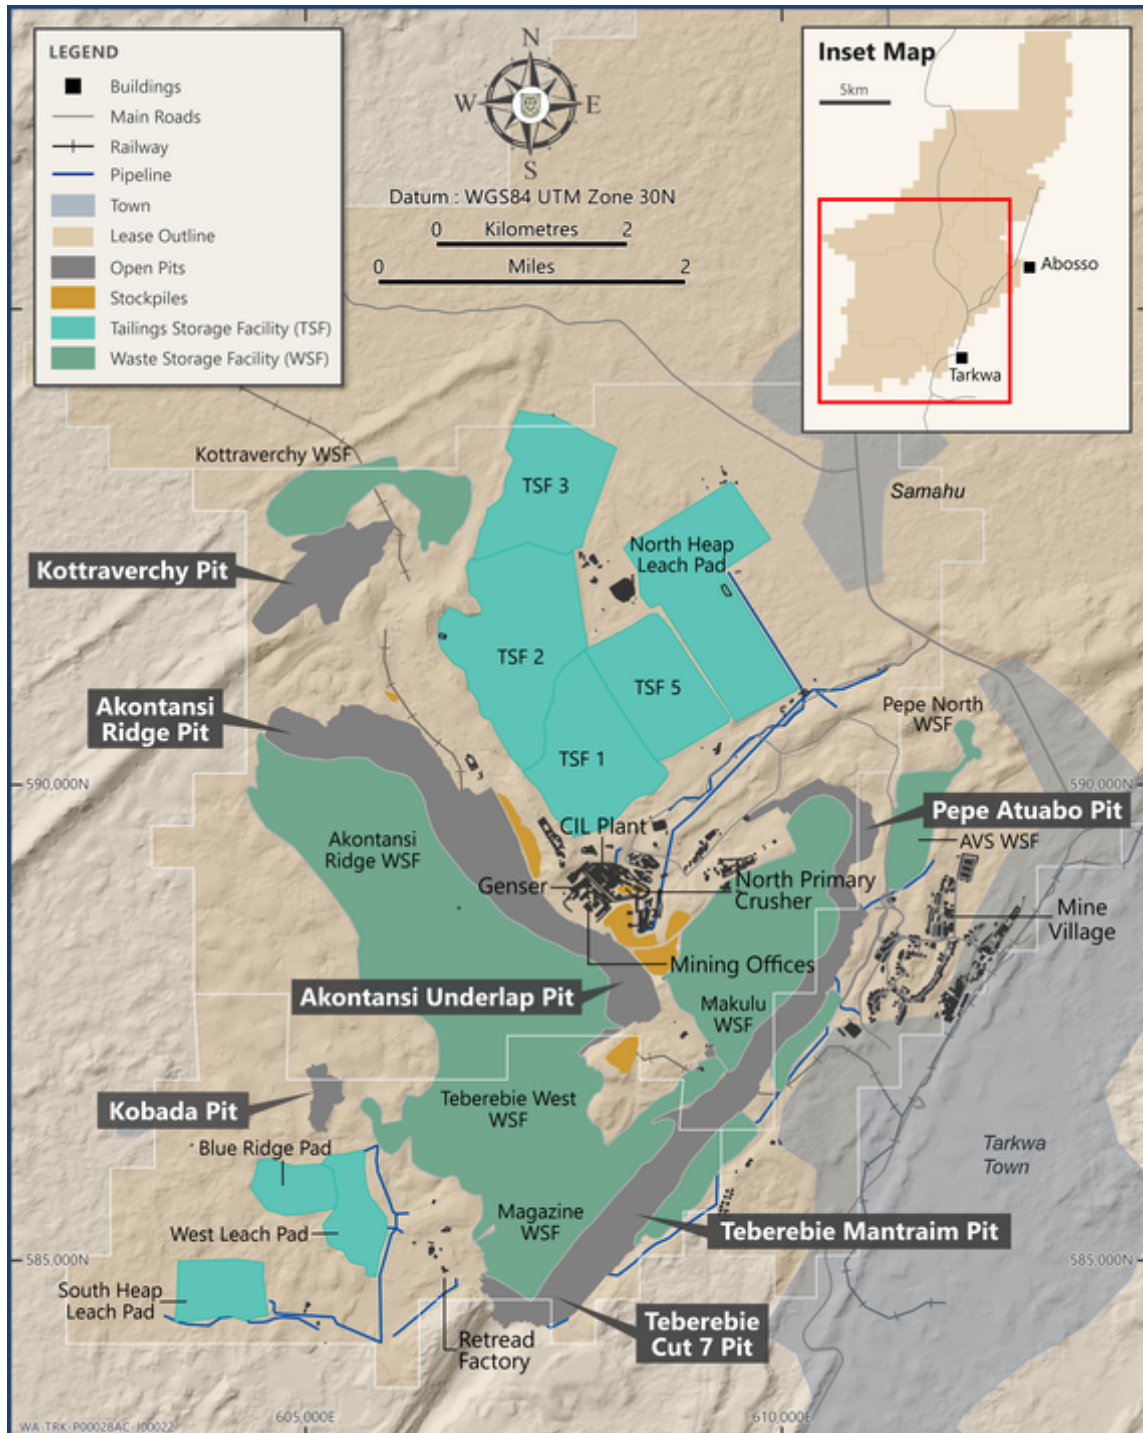 LEGEND
Buildings
Main Roads
Railway
Pipeline
Town
Lease Outline
Open Pits
Stockpiles
Tailings Storage Facility (TSF)
Waste Storage Facility (WSF)
N
W
E
S
Datum : WGS84 UTM Zone 30N
0 Kilometres 2
0 Miles 2
Inset Map
5km
Abosso
Tarkwa
Kottraverchy WSF
TSF 3
Samahu
North Heap
Leach Pad
Kottraverchy Pit
TSF 2
TSF 5
Akontansi
Ridge Pit
Pepe North
WSF
TSF 1
590,000N
590,000N
Pepe Atuabo Pit
CIL Plant
Akontansi
Ridge WSF
AVS WSF
Genser
North Primary
Crusher
Mine
Village
Mining Offices
Akontansi Underlap Pit
Makulu
WSF
Kobada Pit
Teberebie West
WSF
Blue Ridge Pad
Tarkwa
Town
West Leach Pad
Magazine
WSF
Teberebie Mantraim Pit
585,000N
585,000N
South Heap
Leach Pad
Teberebie
Cut 7 Pit
Retread
Factory
605,000E
610,000E
WA-TRK-P00028AC-J00022